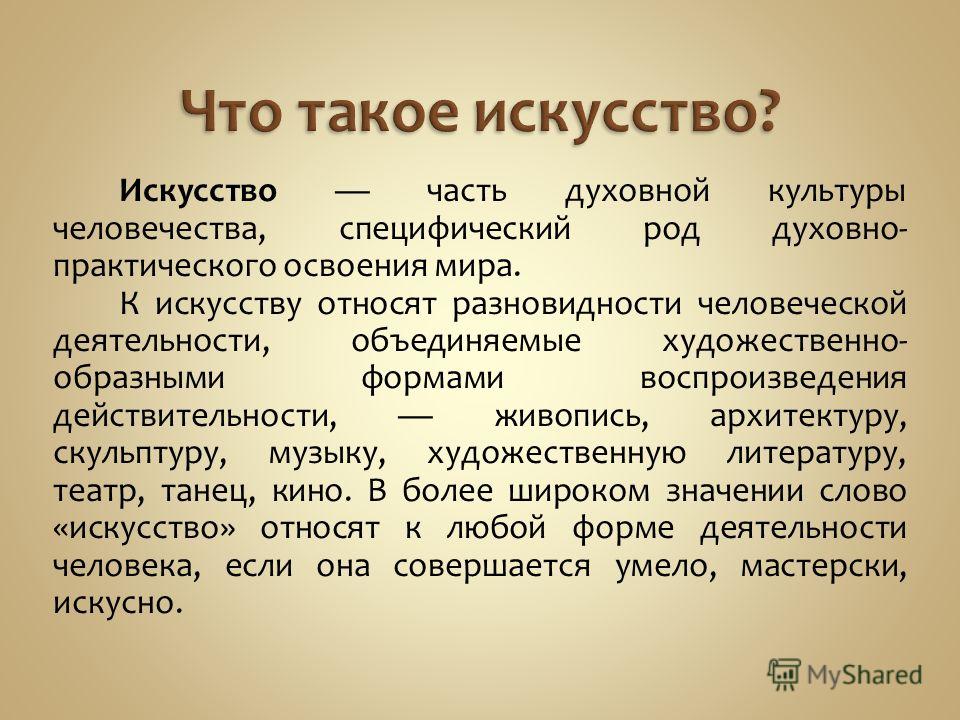 Что такое искусство?
Искусство — часть духовной культуры
человечества, специфический род духовно-
практического освоения мира.
К искусству относят разновидности человеческой
деятельности, объединяемые художественно-
образными формами воспроизведения
действительности, — живопись, архитектуру,
скульптуру, музыку, художественную литературу,
театр, танец, кино. В более широком значении слово
«искусство» относят к любой форме деятельности
человека, если она совершается умело, мастерски,
искусно.
MyShared